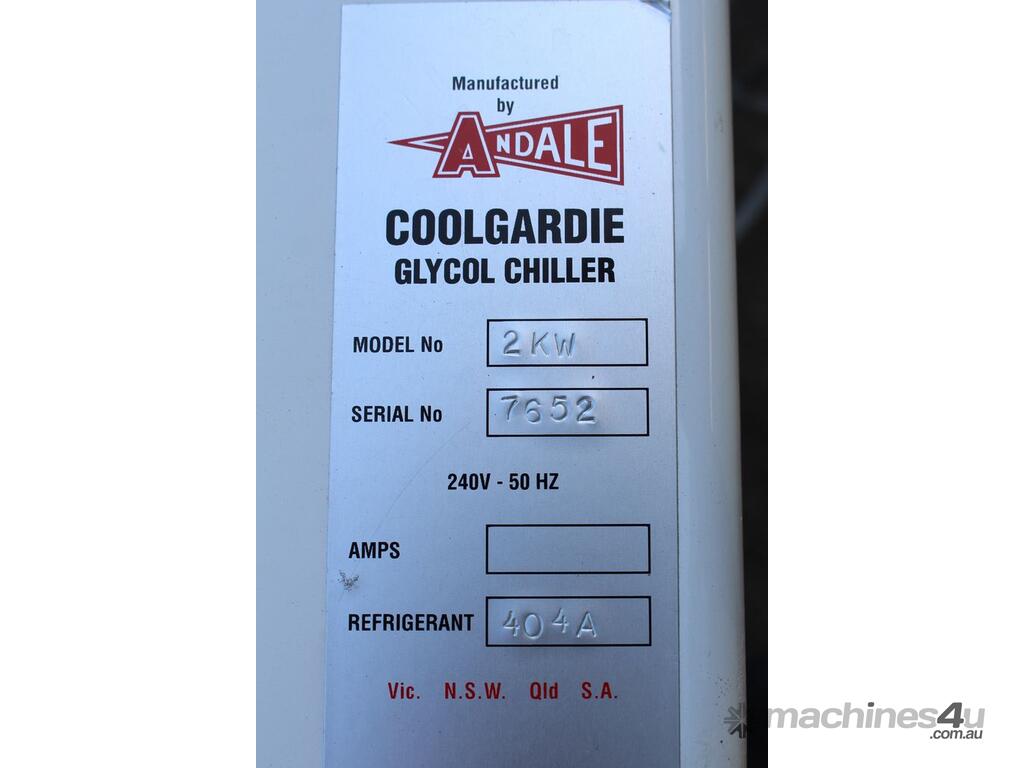 Manufactured
by
ANDALE
COOLGARDIE
GLYCOL CHILLER
MODEL No 2KW
SERIAL No 7652
240V - 50 HZ
AMPS
REFRIGERANT 404A
Vic. N.S.W. Qld S.A.
machines4u
.com.au